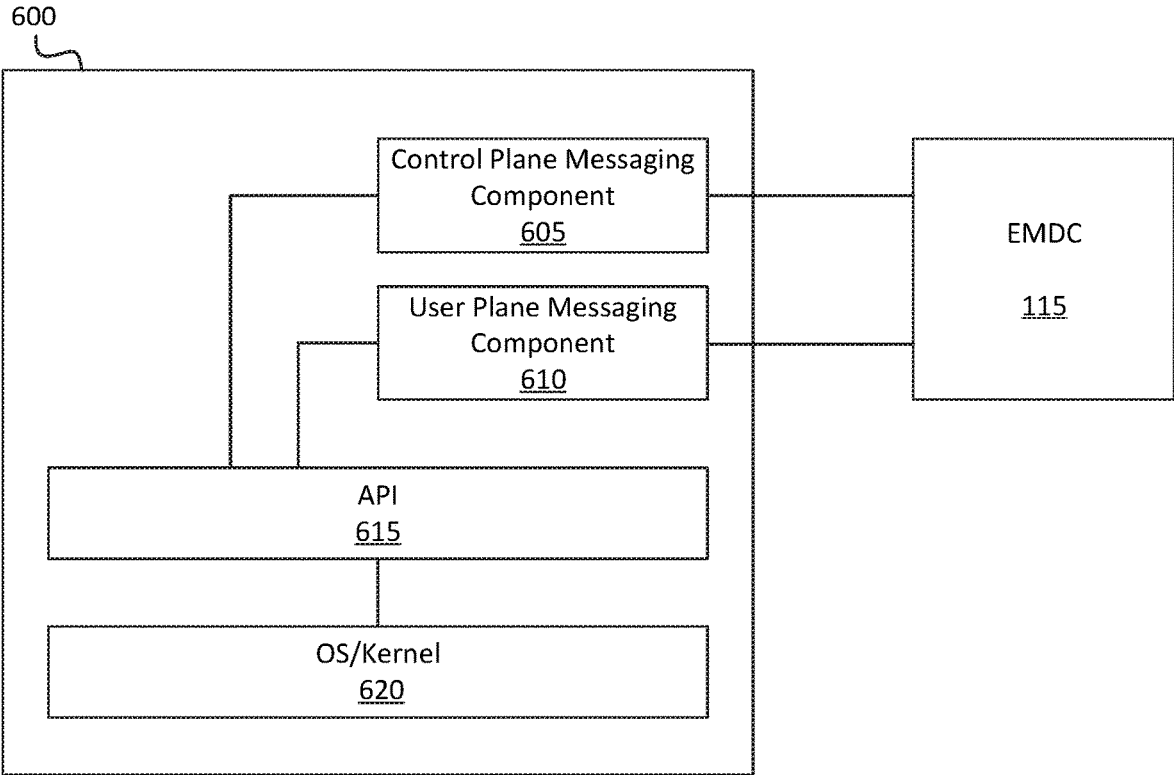 600
Control Plane Messaging
Component
605
User Plane Messaging
Component
610
EMDC
115
API
615
OS/Kernel
620